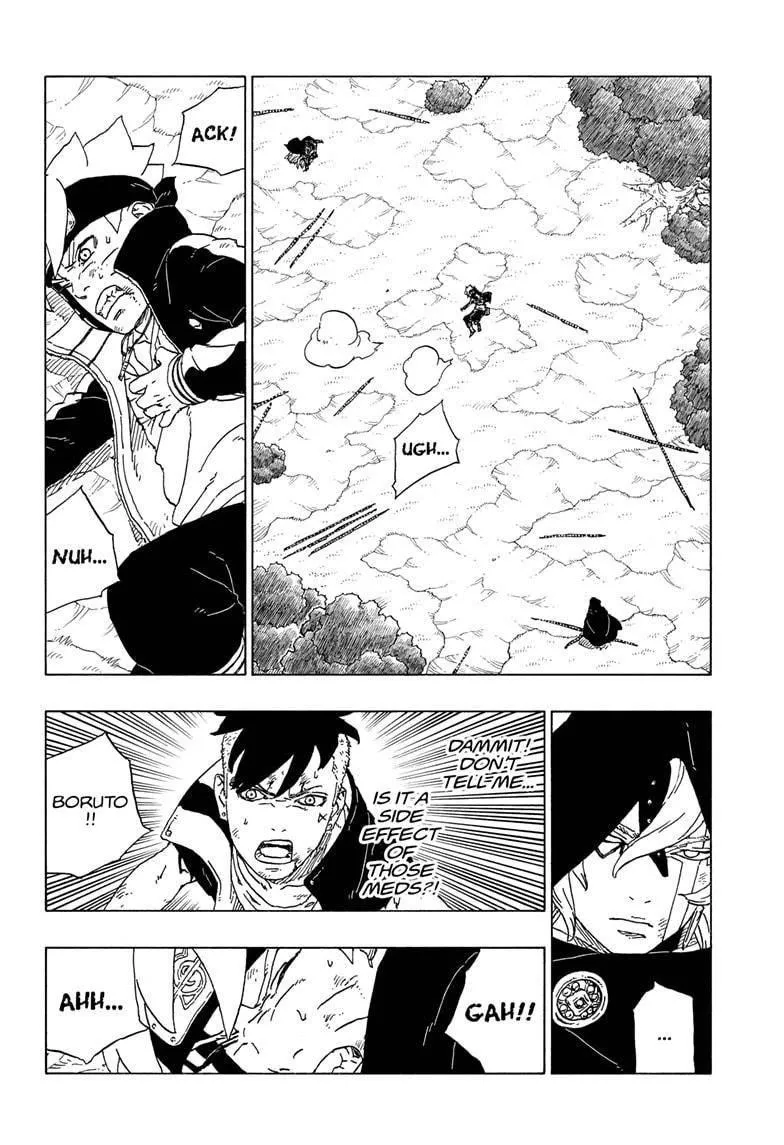 UGH...
ACK!
NUH...
DAMMIT!
DON'T
TELL ME...
IS IT A
SIDE
EFFECT
OF
THOSE
MEDS?!
BORUTO
!!
...
GAH!!
AHH...